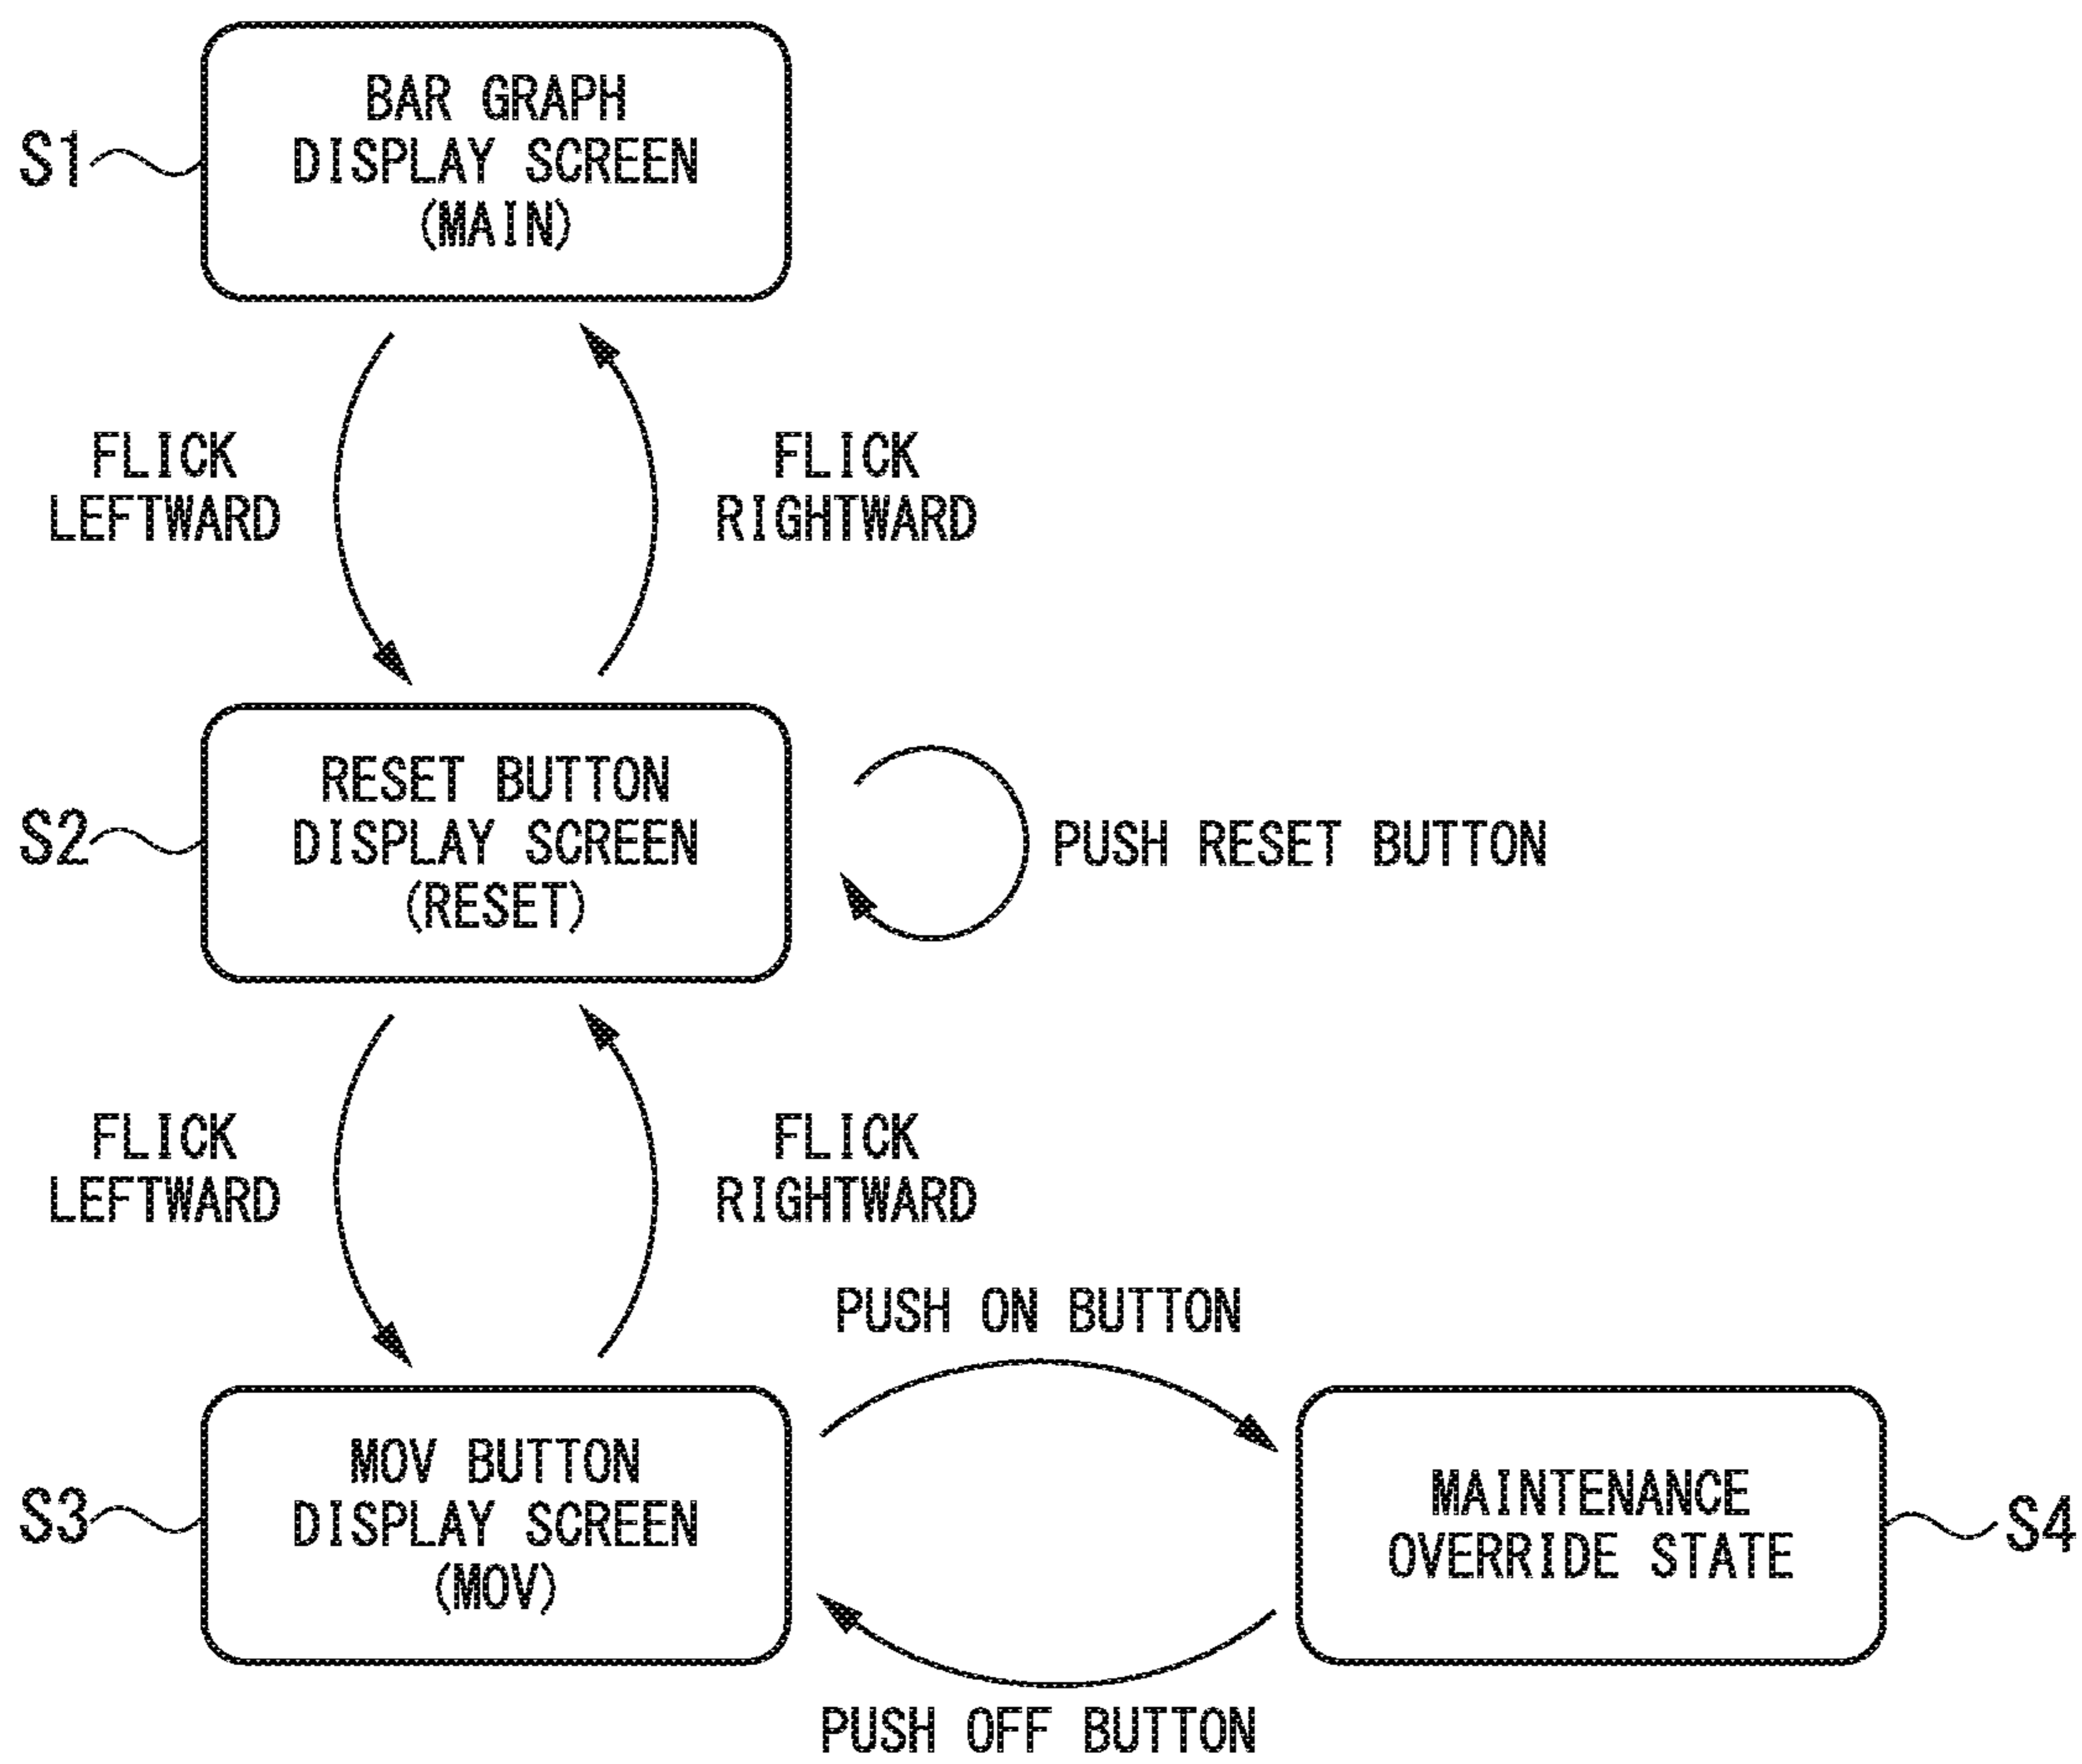 S1
BAR GRAPH
DISPLAY SCREEN
(MAIN)
FLICK
LEFTWARD
FLICK
RIGHTWARD
S2
RESET BUTTON
DISPLAY SCREEN
(RESET)
PUSH RESET BUTTON
FLICK
LEFTWARD
FLICK
RIGHTWARD
PUSH ON BUTTON
S3
MOV BUTTON
DISPLAY SCREEN
(MOV)
MAINTENANCE
OVERRIDE STATE
S4
PUSH OFF BUTTON